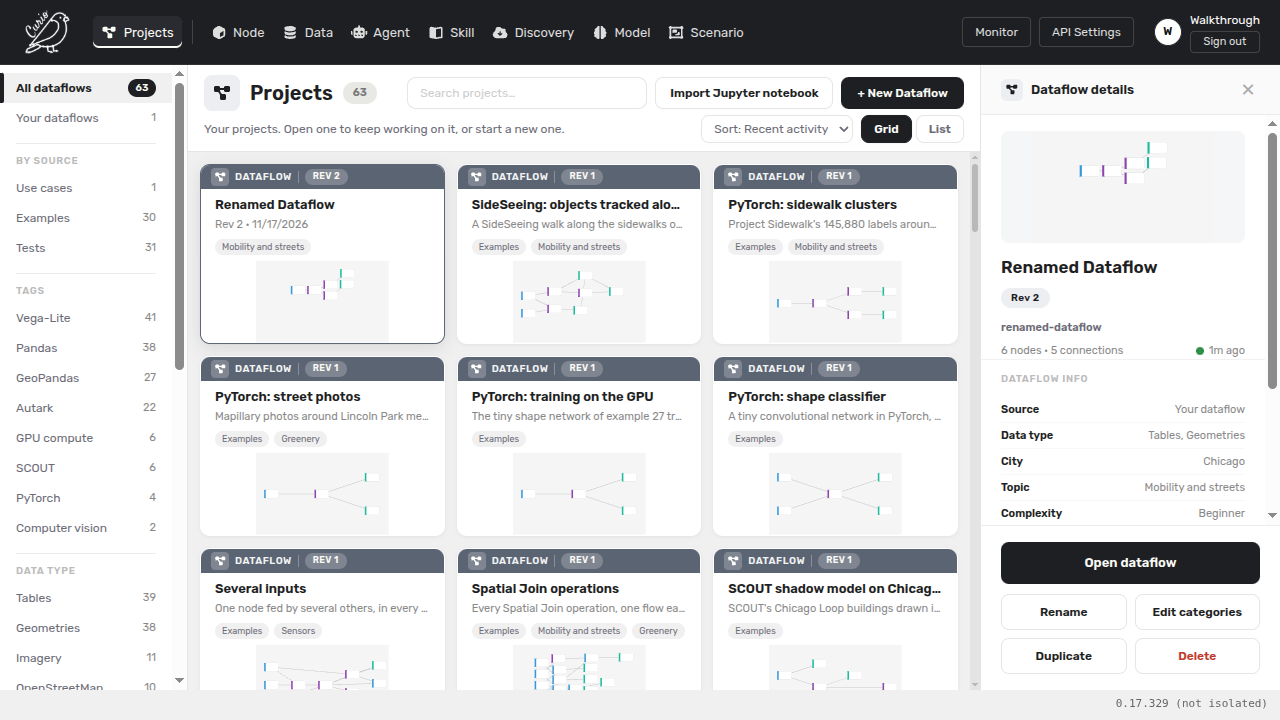 Curio
Projects
Node
Data
Agent
Skill
Discovery
Model
Scenario
Monitor
API Settings
W
Walkthrough
Sign out
All dataflows 63
Your dataflows 1
BY SOURCE
Use cases 1
Examples 30
Tests 31
TAGS
Vega-Lite 41
Pandas 38
GeoPandas 27
Autark 22
GPU compute 6
SCOUT 6
PyTorch 4
Computer vision 2
DATA TYPE
Tables 39
Geometries 38
Imagery 11
OpenStreetMap 10
Projects 63
Search projects...
Import Jupyter notebook
+ New Dataflow
Your projects. Open one to keep working on it, or start a new one.
Sort: Recent activity
Grid
List
DATAFLOW REV 2
Renamed Dataflow
Rev 2 • 11/17/2026
Mobility and streets
DATAFLOW REV 1
SideSeeing: objects tracked alo...
A SideSeeing walk along the sidewalks o...
Examples Mobility and streets
DATAFLOW REV 1
PyTorch: sidewalk clusters
Project Sidewalk's 145,880 labels aroun...
Examples Mobility and streets
DATAFLOW REV 1
PyTorch: street photos
Mapillary photos around Lincoln Park me...
Examples Greenery
DATAFLOW REV 1
PyTorch: training on the GPU
The tiny shape network of example 27 tr...
Examples
DATAFLOW REV 1
PyTorch: shape classifier
A tiny convolutional network in PyTorch, ...
Examples
DATAFLOW REV 1
Several inputs
One node fed by several others, in every ...
Examples Sensors
DATAFLOW REV 1
Spatial Join operations
Every Spatial Join operation, one flow ea...
Examples Mobility and streets Greenery
DATAFLOW REV 1
SCOUT shadow model on Chicag...
SCOUT's Chicago Loop buildings drawn i...
Examples
Dataflow details
Renamed Dataflow
Rev 2
renamed-dataflow
6 nodes • 5 connections 1m ago
DATAFLOW INFO
Source Your dataflow
Data type Tables, Geometries
City Chicago
Topic Mobility and streets
Complexity Beginner
Open dataflow
Rename
Edit categories
Duplicate
Delete
0.17.329 (not isolated)